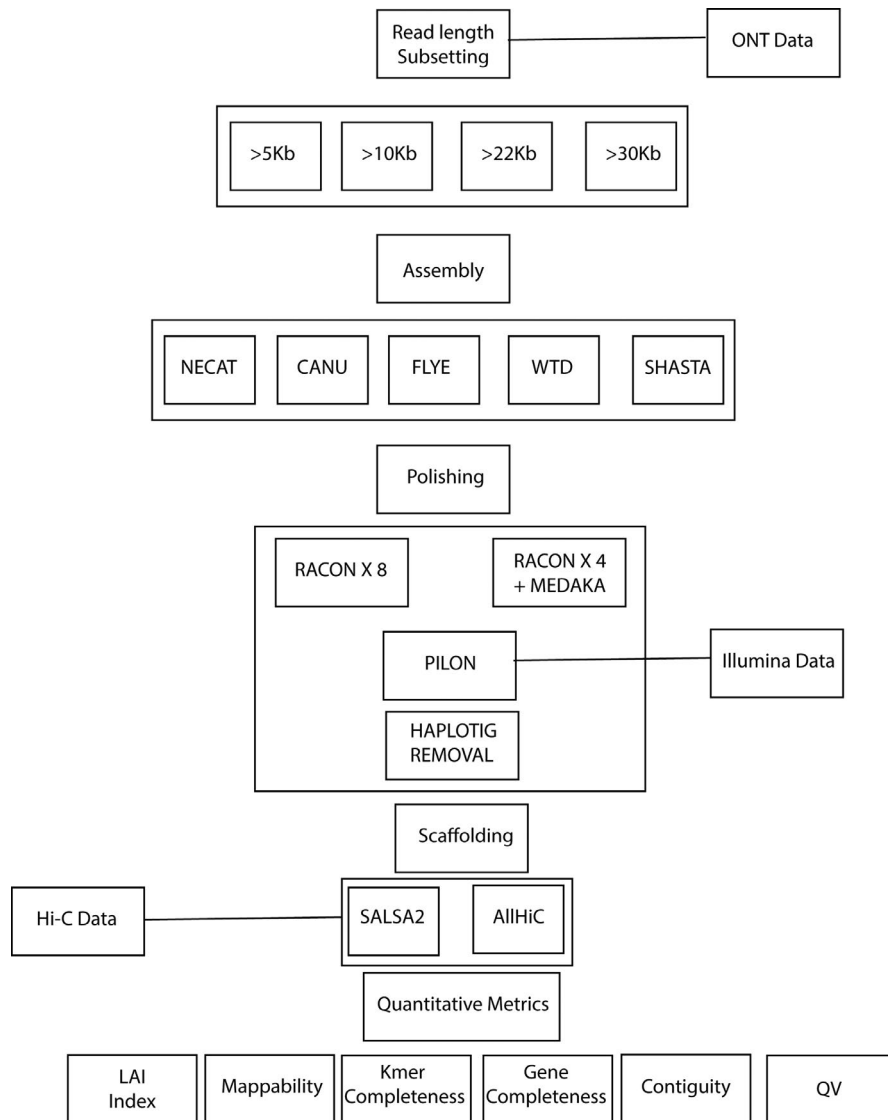 Read length
Subsetting
ONT Data
>5Kb
>10Kb
>22Kb
>30Kb
Assembly
NECAT
CANU
FLYE
WTD
SHASTA
Polishing
RACON X 8
RACON X 4
+ MEDAKA
PILON
Illumina Data
HAPLOTIG
REMOVAL
Scaffolding
Hi-C Data
SALSA2
AllHiC
Quantitative Metrics
LAI
Index
Mappability
Kmer
Completeness
Gene
Completeness
Contiguity
QV